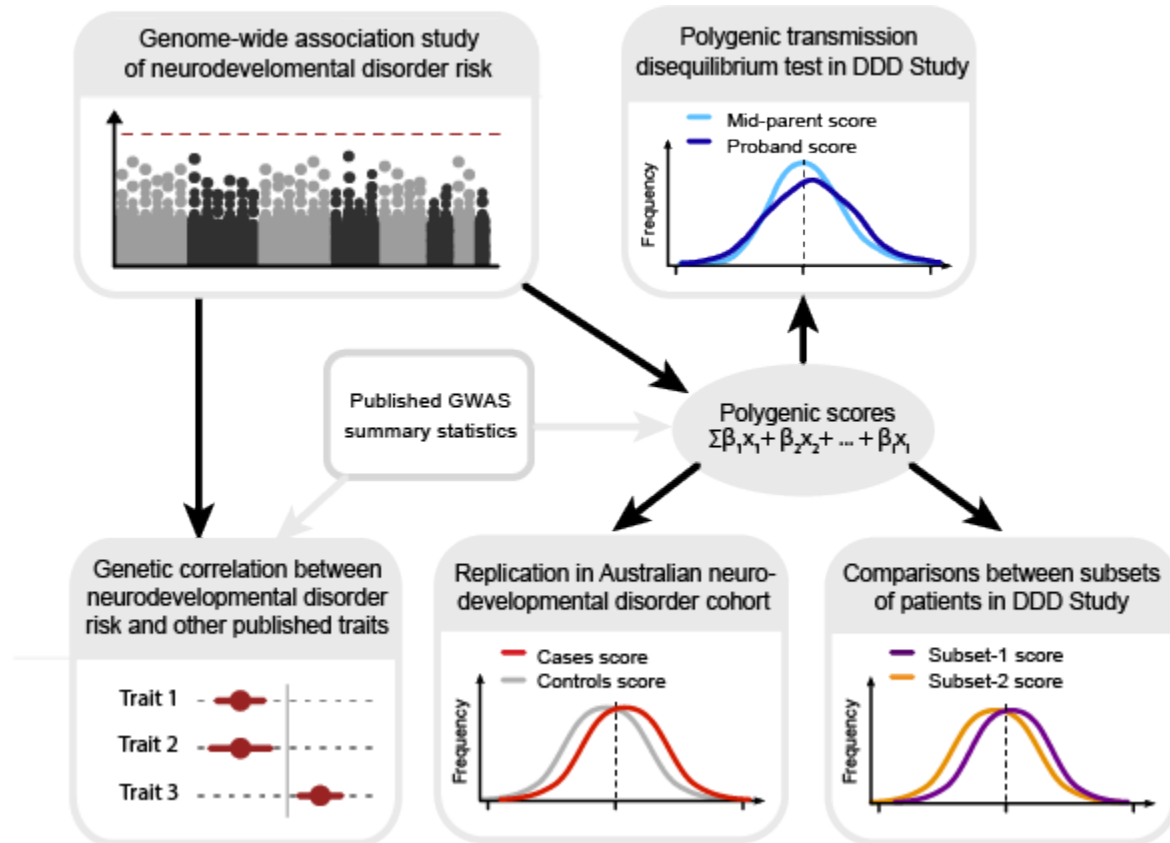 Genome-wide association study
of neurodevelomental disorder risk
Polygenic transmission
disequilibrium test in DDD Study
Mid-parent score
Proband score
Frequency
Published GWAS
summary statistics
Polygenic scores
Σβ₁x₁+ β₂x₂+ ... + βᵢxᵢ
Genetic correlation between
neurodevelopmental disorder
risk and other published traits
Trait 1
Trait 2
Trait 3
Replication in Australian neuro-
developmental disorder cohort
Cases score
Controls score
Frequency
Comparisons between subsets
of patients in DDD Study
Subset-1 score
Subset-2 score
Frequency